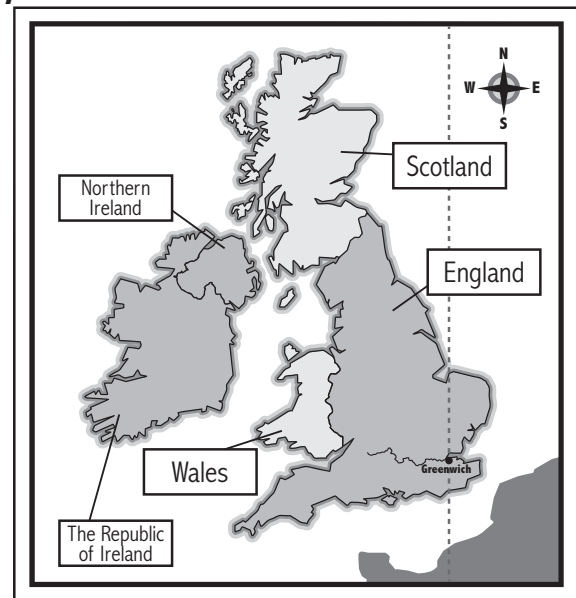 N
W E
S
Scotland
Northern
Ireland
England
Wales
Greenwich
The Republic
of Ireland